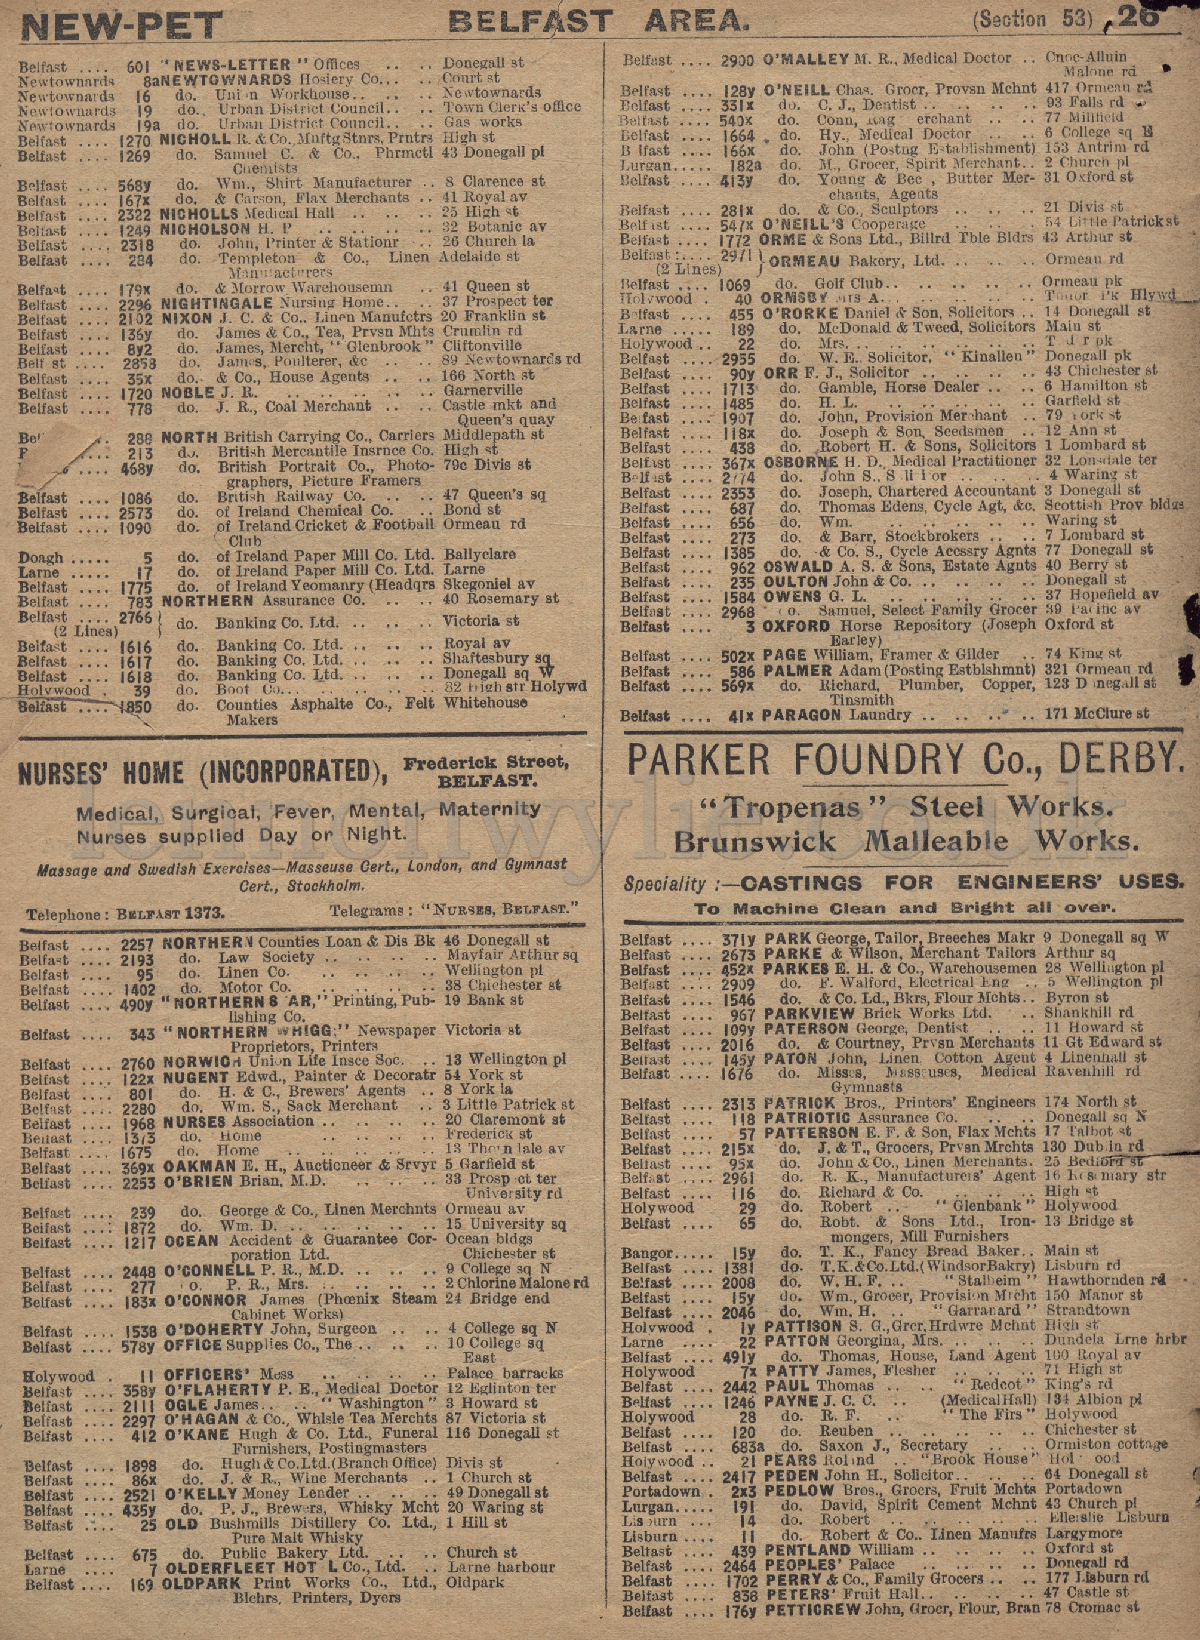 NEW-PET BELFAST AREA. (Section 53) 26
Belfast .... 601 "NEWS-LETTER" Offices .. .. Donegall st
Newtownards 8a NEWTOWNARDS Hosiery Co.... .. Court st
Newtownards 16 do. Union Workhouse.. .. .. Newtownards
Newtownards 19 do. Urban District Council.. .. Town Clerk's office
Newtownards 19a do. Urban District Council.. .. Gas works
Belfast .... 1270 NICHOLL R. & Co., Mnftg Stnrs, Prntrs High st
Belfast .... 1269 do. Samuel C. & Co., Phrmctl 43 Donegall pl
Chemists
Belfast .... 568y do. Wm., Shirt Manufacturer .. 8 Clarence st
Belfast .... 167x do. & Carson, Flax Merchants .. 41 Royal av
Belfast .... 2322 NICHOLLS Medical Hall .. .. .. 25 High st
Belfast .... 1249 NICHOLSON H. P .. .. .. .. 32 Botanic av
Belfast .... 2318 do. John, Printer & Stationr .. 26 Church la
Belfast .... 284 do. Templeton & Co., Linen Adelaide st
Manufacturers
Belfast .... 179x do. & Morrow Warehousemn .. 41 Queen st
Belfast .... 2296 NIGHTINGALE Nursing Home.. .. 37 Prospect ter
Belfast .... 2102 NIXON J. C. & Co., Linen Manufctrs 20 Franklin st
Belfast .... 136y do. James & Co., Tea, Prvsn Mhts Crumlin rd
Belfast .... 8y2 do. James, Mercht, "Glenbrook" Cliftonville
Belf st .... 2858 do. James, Poulterer, &c .. .. 89 Newtownards rd
Belfast .... 35x do. & Co., House Agents .. .. 166 North st
Belfast .... 1720 NOBLE J. R. .. .. .. .. Garnerville
Belfast .... 778 do. J. R., Coal Merchant .. .. Castle mkt and
Queen's quay
288 NORTH British Carrying Co., Carriers Middlepath st
213 do. British Mercantile Insrnce Co. High st
468y do. British Portrait Co., Photo- 79c Divis st
graphers, Picture Framers
Belfast .... 1086 do. British Railway Co. .. .. 47 Queen's sq
Belfast .... 2573 do. of Ireland Chemical Co. .. Bond st
Belfast .... 1090 do. of Ireland Cricket & Football Ormeau rd
Club
Doagh ..... 5 do. of Ireland Paper Mill Co. Ltd. Ballyclare
Larne ..... 17 do. of Ireland Paper Mill Co. Ltd. Larne
Belfast .... 1775 do. of Ireland Yeomanry (Headqrs Skegoniel av
Belfast .... 783 NORTHERN Assurance Co. .. .. 40 Rosemary st
Belfast .... 2766 } do. Banking Co. Ltd. .. .. .. Victoria st
(2 Lines)
Belfast .... 1616 do. Banking Co. Ltd. .. .. .. Royal av
Belfast .... 1617 do. Banking Co. Ltd. .. .. .. Shaftesbury sq
Belfast .... 1618 do. Banking Co. Ltd. .. .. .. Donegall sq W
Holywood . 39 do. Boot Co... .. .. .. .. 82 High str Holywd
Belfast .... 1850 do. Counties Asphalte Co., Felt Whitehouse
Makers
NURSES' HOME (INCORPORATED), Frederick Street, BELFAST.
Medical, Surgical, Fever, Mental, Maternity
Nurses supplied Day or Night.
Massage and Swedish Exercises—Masseuse Cert., London, and Gymnast
Cert., Stockholm.
Telephone: BELFAST 1373. Telegrams: "NURSES, BELFAST."
Belfast .... 2257 NORTHERN Counties Loan & Dis Bk 46 Donegall st
Belfast .... 2193 do. Law Society .. .. .. .. Mayfair Arthur sq
Belfast .... 95 do. Linen Co. .. .. .. .. Wellington pl
Belfast .... 1402 do. Motor Co. .. .. .. .. 38 Chichester st
Belfast .... 490y "NORTHERN S AR," Printing, Pub- 19 Bank st
lishing Co.
Belfast .... 343 "NORTHERN WHIGG;" Newspaper Victoria st
Proprietors, Printers
Belfast .... 2760 NORWICH Union Life Insce Soc. .. 13 Wellington pl
Belfast .... 122x NUGENT Edwd., Painter & Decoratr 54 York st
Belfast .... 801 do. H. & C., Brewers' Agents .. 8 York la
Belfast .... 2280 do. Wm. S., Sack Merchant .. 3 Little Patrick st
Belfast .... 1968 NURSES Association .. .. .. .. 20 Claremont st
Belfast .... 1373 do. Home .. .. .. .. Frederick st
Belfast .... 1675 do. Home .. .. .. .. 13 Thorn lale av
Belfast .... 369x OAKMAN E. H., Auctioneer & Srvyr 5 Garfield st
Belfast .... 2253 O'BRIEN Brian, M.D. .. .. .. .. 33 Prosp ct ter
University rd
Belfast .... 239 do. George & Co., Linen Merchnts Ormeau av
Belfast .... 1872 do. Wm. D. .. .. .. .. .. 15 University sq
Belfast .... 1217 OCEAN Accident & Guarantee Cor- Ocean bldgs
poration Ltd. Chichester st
Belfast .... 2448 O'CONNELL P. R., M.D. .. .. .. 9 College sq N
Belfast .... 277 o. P. R., Mrs. .. .. .. .. 2 Chlorine Malone rd
Belfast .... 183x O'CONNOR James (Phœnix Steam 24 Bridge end
Cabinet Works)
Belfast .... 1538 O'DOHERTY John, Surgeon .. .. 4 College sq N
Belfast .... 578y OFFICE Supplies Co., The .. .. .. 10 College sq
East
Holywood . 11 OFFICERS' Mess .. .. .. .. Palace barracks
Belfast .... 358y O'FLAHERTY P. E., Medical Doctor 12 Eglinton ter
Belfast .... 2111 OGLE James.. .. "Washington" 3 Howard st
Belfast .... 2297 O'HAGAN & Co., Whlsle Tea Merchts 87 Victoria st
Belfast .... 412 O'KANE Hugh & Co. Ltd., Funeral 116 Donegall st
Furnishers, Postingmasters
Belfast .... 1898 do. Hugh & Co. Ltd. (Branch Office) Divis st
Belfast .... 86x do. J. & R., Wine Merchants .. 1 Church st
Belfast .... 2521 O'KELLY Money Lender .. .. .. 49 Donegall st
Belfast .... 435y do. P. J., Brewers, Whisky Mcht 20 Waring st
Belfast .... 25 OLD Bushmills Distillery Co. Ltd., 1 Hill st
Pure Malt Whisky
Belfast .... 675 do. Public Bakery Ltd. .. .. .. Church st
Larne .... 7 OLDERFLEET HOT L Co., Ltd. .. Larne harbour
Belfast .... 169 OLDPARK Print Works Co., Ltd., Oldpark
Blchrs, Printers, Dyers
Belfast .... 2900 O'MALLEY M. R., Medical Doctor .. Cnoc-Alluin
Malone rd
Belfast .... 128y O'NEILL Chas. Grocr, Provsn Mchnt 417 Ormeau rd
Belfast .... 331x do. C. J., Dentist .. .. .. .. 93 Falls rd
Belfast .... 540x do. Conn, Rag erchant .. .. 77 Millfield
Belfast .... 1664 do. Hy., Medical Doctor .. .. 6 College sq E
B lfast .... 166x do. John (Postng Establishment) 153 Antrim rd
Lurgan..... 182a do. M., Grocer, Spirit Merchant.. 2 Church pl
Belfast .... 413y do. Young & Bec , Butter Mer- 31 Oxford st
chants, Agents
Belfast .... 281x do. & Co., Sculptors .. .. .. 21 Divis st
Belfast .... 547x O'NEILL'S Cooperage .. .. .. 54 Little Patrick st
Belfast .... 1772 ORME & Sons Ltd., Billrd Tble Bldrs 43 Arthur st
Belfast .... 2971 } ORMEAU Bakery, Ltd. .. .. .. Ormeau rd
(2 Lines)
Belfast .... 1069 do. Golf Club.. .. .. .. .. Ormeau pk
Holywood . 40 ORMSBY rs A. .. .. .. .. Tudor Pk Hlywd
Belfast .... 455 O'RORKE Daniel & Son, Solicitors .. 14 Donegall st
Larne ..... 189 do. McDonald & Tweed, Solicitors Main st
Holywood .. 22 do. Mrs... .. .. .. .. T d r pk
Belfast .... 2955 do. W. E. Solicitor, "Kinallen" Donegall pk
Belfast .... 90y ORR F. J., Solicitor .. .. .. .. 43 Chichester st
Belfast .... 1713 do. Gamble, Horse Dealer .. .. 6 Hamilton st
Belfast .... 1485 do. H. L. .. .. .. .. .. Garfield st
Belfast .... 1907 do. John, Provision Merchant .. 79 York st
Belfast .... 118x do. Joseph & Son, Seedsmen .. 12 Ann st
Belfast .... 438 do. Robert H. & Sons, Solicitors 1 Lombard st
Belfast .... 367x OSBORNE H. D., Medical Practitioner 32 Lonsdale ter
Belfast .... 2774 do. John S., S li i or .. .. .. 4 Waring st
Belfast .... 2353 do. Joseph, Chartered Accountant 3 Donegall st
Belfast .... 687 do. Thomas Edens, Cycle Agt, &c. Scottish Prov bldgs
Belfast .... 656 do. Wm. .. .. .. .. .. Waring st
Belfast .... 273 do. & Barr, Stockbrokers .. .. 7 Lombard st
Belfast .... 1385 do. & Co. S., Cycle Accssry Agnts 77 Donegall st
Belfast .... 962 OSWALD A. S. & Sons, Estate Agnts 40 Berry st
Belfast .... 235 OULTON John & Co. .. .. .. .. Donegall st
Belfast .... 1584 OWENS G. L. .. .. .. .. .. 37 Hopefield av
Belfast .... 2968 o. Samuel, Select Family Grocer 39 Pacific av
Belfast .... 3 OXFORD Horse Repository (Joseph Oxford st
Earley)
Belfast .... 502x PAGE William, Framer & Gilder .. 74 King st
Belfast .... 586 PALMER Adam (Posting Estblshmnt) 321 Ormeau rd
Belfast .... 569x do. Richard, Plumber, Copper, 123 D negall st
Tinsmith
Belfast .... 41x PARAGON Laundry .. .. .. .. 171 McClure st
PARKER FOUNDRY Co., DERBY.
"Tropenas" Steel Works.
Brunswick Malleable Works.
Speciality:—CASTINGS FOR ENGINEERS' USES.
To Machine Clean and Bright all over.
Belfast .... 371y PARK George, Tailor, Breeches Makr 9 Donegall sq W
Belfast .... 2673 PARKE & Wilson, Merchant Tailors Arthur sq
Belfast .... 452x PARKES E. H. & Co., Warehousemen 28 Wellington pl
Belfast .... 2909 do. F. Walford, Electrical Eng .. 5 Wellington pl
Belfast .... 1546 do. & Co. Ld., Bkrs, Flour Mchts.. Byron st
Belfast .... 967 PARKVIEW Brick Works Ltd. .. Shankhill rd
Belfast .... 109y PATERSON George, Dentist .. .. 11 Howard st
Belfast .... 2016 do. & Courtney, Prvsn Merchants 11 Gt Edward st
Belfast .... 145y PATON John, Linen, Cotton Agent 4 Linenhall st
Belfast .... 1676 do. Misses, Masseuses, Medical Ravenhill rd
Gymnasts
Belfast .... 2313 PATRICK Bros., Printers' Engineers 174 North st
Belfast .... 118 PATRIOTIC Assurance Co. .. .. Donegall sq N
Belfast .... 57 PATTERSON E. F. & Son, Flax Mchts 17 Talbot st
Belfast .... 215x do. J. & T., Grocers, Prvsn Mrchts 130 Dublin rd
Belfast .... 95x do. John & Co., Linen Merchants. 25 Bedford st
Belfast .... 2961 do. R. K., Manufacturers' Agent 16 Rosemary str
Belfast .... 116 do. Richard & Co. .. .. .. High st
Holywood 29 do. Robert .. "Glenbank" Holywood
Belfast .... 65 do. Robt. & Sons Ltd., Iron- 13 Bridge st
mongers, Mill Furnishers
Bangor..... 15y do. T. K., Fancy Bread Baker.. Main st
Belfast .... 1381 do. T.K.& Co.Ltd.(Windsor Bakry) Lisburn rd
Belfast .... 2008 do. W. H. F. .. "Stalheim" Hawthornden rd
Belfast .... 15y do. Wm., Grocer, Provision Mrcht 150 Manor st
Belfast .... 2046 do. Wm. H. .. "Garranard" Strandtown
Holywood . 1y PATTISON S. G., Grcr, Hrdwre Mchnt High st
Larne .... 22 PATTON Georgina, Mrs. .. .. .. Dundela Lrne hrbr
Belfast .... 491y do. Thomas, House, Land Agent 100 Royal av
Holywood 7x PATTY James, Flesher .. .. .. 71 High st
Belfast .... 2442 PAUL Thomas .. .. "Redcot" King's rd
Belfast .... 1246 PAYNE J. C. C. .. (Medical Hall) 134 Albion pl
Holywood 28 do. R. F. .. "The Firs" Holywood
Belfast .... 120 do. Reuben .. .. .. .. Chichester st
Belfast .... 683a do. Saxon J., Secretary .. .. Ormiston cottage
Holywood .. 21 PEARS Rol nd .. "Brook House" Hol ood
Belfast .... 2417 PEDEN John H., Solicitor.. .. .. 64 Donegall st
Portadown . 2x3 PEDLOW Bros., Grocrs, Fruit Mchts Portadown
Lurgan..... 191 do. David, Spirit Cement Mchnt 43 Church pl
Lisburn ... 14 do. Robert .. .. .. .. Ellerslie Lisburn
Lisburn ... 11 do. Robert & Co.. Linen Manufrs Largymore
Belfast .... 439 PENTLAND William .. .. .. .. Oxford st
Belfast .... 2464 PEOPLES' Palace .. .. .. .. Donegall rd
Belfast .... 1702 PERRY & Co., Family Grocers .. .. 177 Lisburn rd
Belfast .... 838 PETERS' Fruit Hall.. .. .. .. 47 Castle st
Belfast .... 176y PETTICREW John, Grocr, Flour, Bran 78 Cromac st